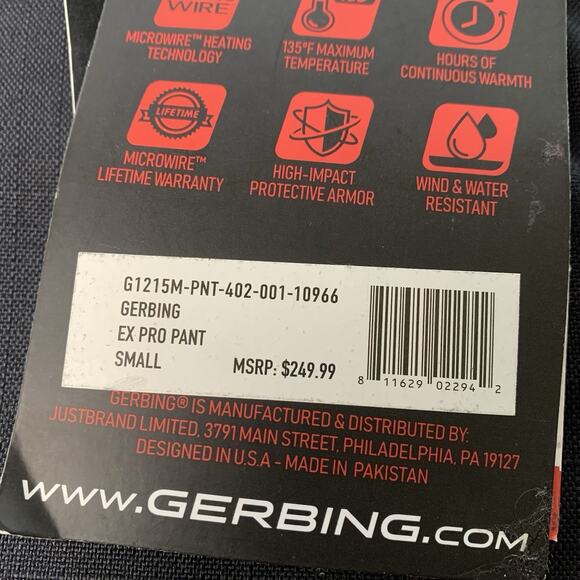 WIRE
MICROWIRE™ HEATING
TECHNOLOGY
135°F MAXIMUM
TEMPERATURE
HOURS OF
CONTINUOUS WARMTH
LIFETIME
MICROWIRE™
LIFETIME WARRANTY
HIGH-IMPACT
PROTECTIVE ARMOR
WIND & WATER
RESISTANT
G1215M-PNT-402-001-10966
GERBING
EX PRO PANT
SMALL
MSRP: $249.99
8 11629 02294 2
GERBING® IS MANUFACTURED & DISTRIBUTED BY:
JUSTBRAND LIMITED, 3791 MAIN STREET, PHILADELPHIA, PA 19127
DESIGNED IN U.S.A - MADE IN PAKISTAN
WWW.GERBING.COM